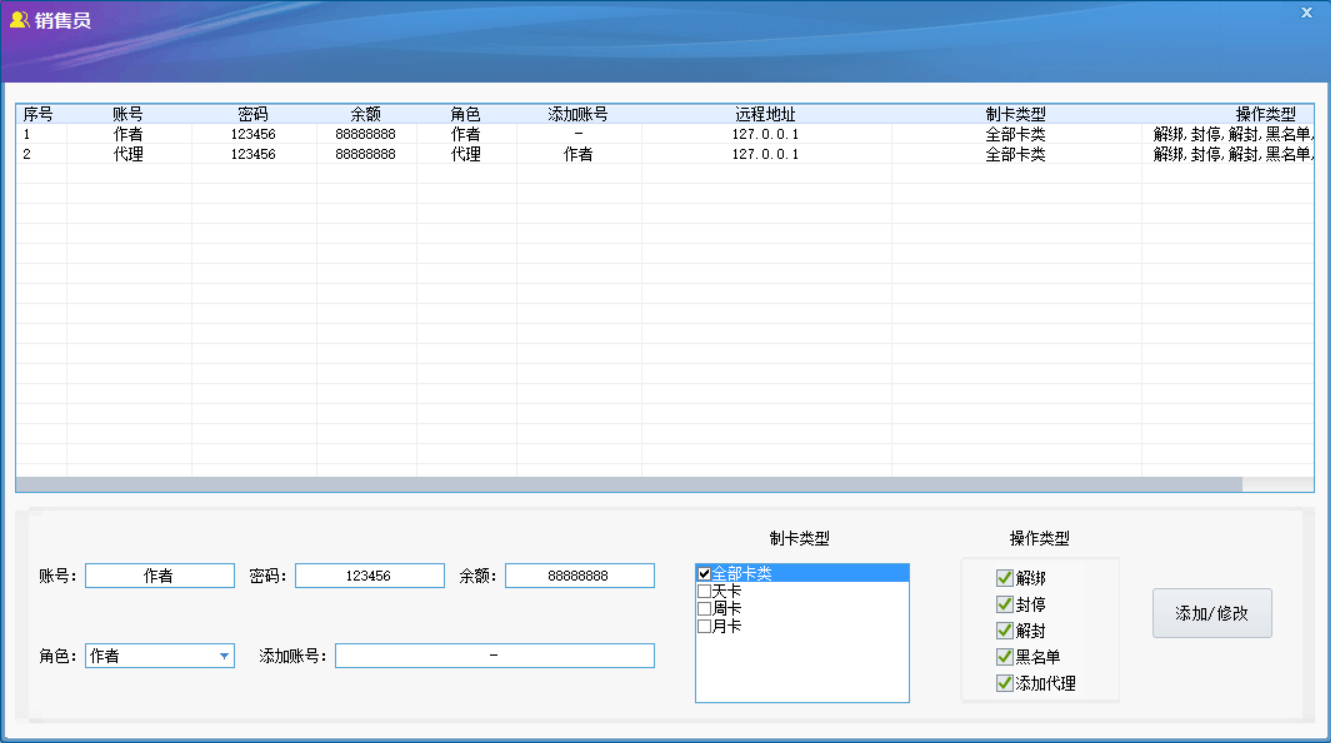 销售员
序号 账号 密码 余额 角色 添加账号 远程地址 制卡类型 操作类型
1 作者 123456 88888888 作者 - 127.0.0.1 全部卡类 解绑,封停,解封,黑名单,
2 代理 123456 88888888 代理 作者 127.0.0.1 全部卡类 解绑,封停,解封,黑名单,
制卡类型 操作类型
账号: 作者 密码: 123456 余额: 88888888
角色: 作者 添加账号: -
全部卡类
天卡
周卡
月卡
解绑
封停
解封
黑名单
添加代理
添加/修改